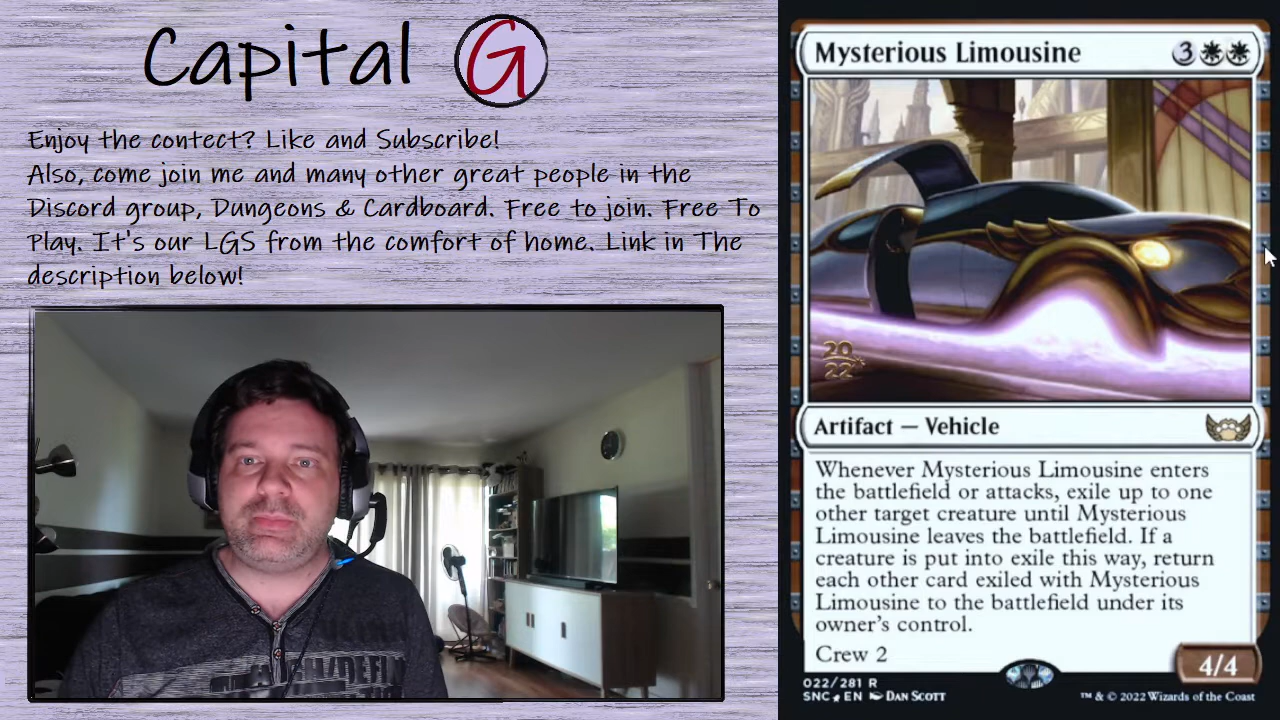 Capital G
Enjoy the contect? Like and Subscribe!
Also, come join me and many other great people in the
Discord group, Dungeons & Cardboard. Free to join. Free To
Play. It's our LGS from the comfort of home. Link in The
description below!
Mysterious Limousine 3
20
22
Artifact — Vehicle
Whenever Mysterious Limousine enters
the battlefield or attacks, exile up to one
other target creature until Mysterious
Limousine leaves the battlefield. If a
creature is put into exile this way, return
each other card exiled with Mysterious
Limousine to the battlefield under its
owner's control.
Crew 2
4/4
022/281 R
SNC ★ EN DAN SCOTT
™ & © 2022 Wizards of the Coast